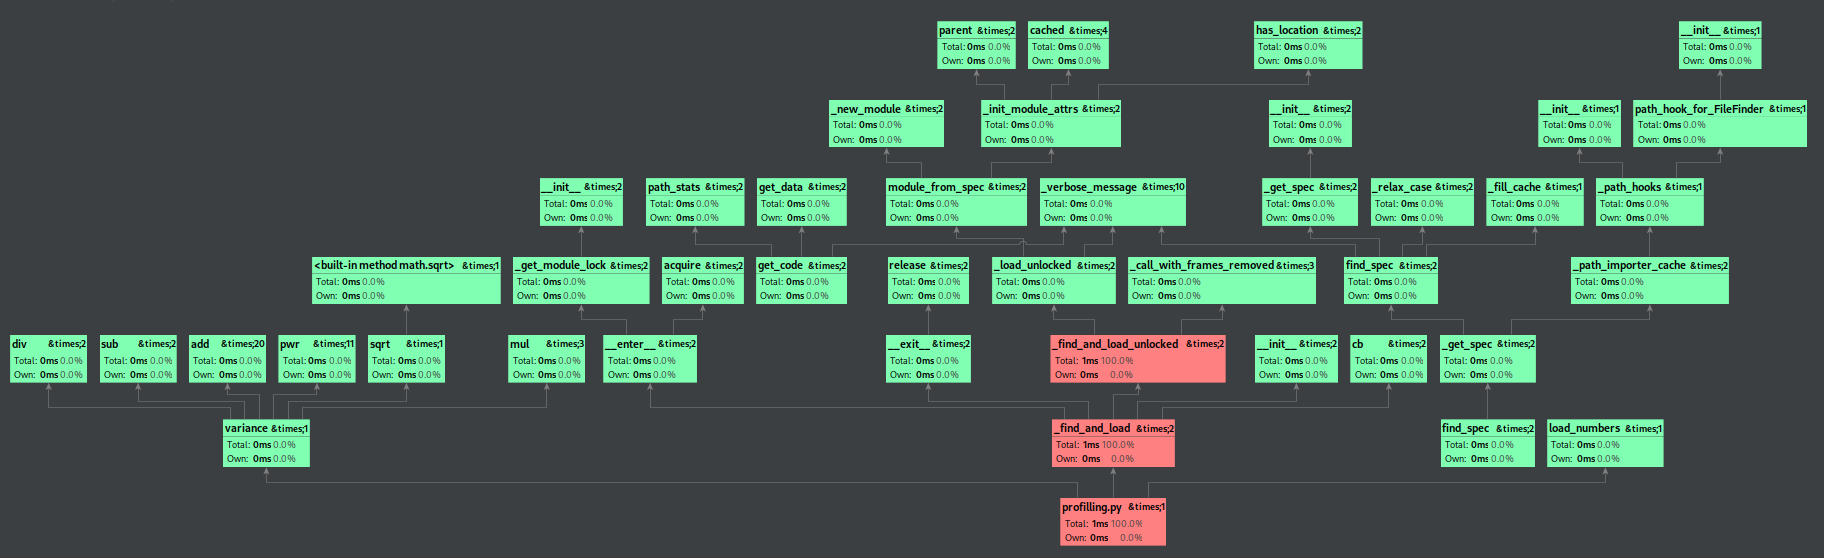 parent &times;2
Total: 0ms 0.0%
Own: 0ms 0.0%
cached &times;4
Total: 0ms 0.0%
Own: 0ms 0.0%
has_location &times;2
Total: 0ms 0.0%
Own: 0ms 0.0%
__init__ &times;1
Total: 0ms 0.0%
Own: 0ms 0.0%
_new_module &times;2
Total: 0ms 0.0%
Own: 0ms 0.0%
_init_module_attrs &times;2
Total: 0ms 0.0%
Own: 0ms 0.0%
__init__ &times;2
Total: 0ms 0.0%
Own: 0ms 0.0%
__init__ &times;1
Total: 0ms 0.0%
Own: 0ms 0.0%
path_hook_for_FileFinder &times;1
Total: 0ms 0.0%
Own: 0ms 0.0%
__init__ &times;2
Total: 0ms 0.0%
Own: 0ms 0.0%
path_stats &times;2
Total: 0ms 0.0%
Own: 0ms 0.0%
get_data &times;2
Total: 0ms 0.0%
Own: 0ms 0.0%
module_from_spec &times;2
Total: 0ms 0.0%
Own: 0ms 0.0%
_verbose_message &times;10
Total: 0ms 0.0%
Own: 0ms 0.0%
_get_spec &times;2
Total: 0ms 0.0%
Own: 0ms 0.0%
_relax_case &times;2
Total: 0ms 0.0%
Own: 0ms 0.0%
_fill_cache &times;1
Total: 0ms 0.0%
Own: 0ms 0.0%
_path_hooks &times;1
Total: 0ms 0.0%
Own: 0ms 0.0%
<built-in method math.sqrt> &times;1
Total: 0ms 0.0%
Own: 0ms 0.0%
_get_module_lock &times;2
Total: 0ms 0.0%
Own: 0ms 0.0%
acquire &times;2
Total: 0ms 0.0%
Own: 0ms 0.0%
get_code &times;2
Total: 0ms 0.0%
Own: 0ms 0.0%
release &times;2
Total: 0ms 0.0%
Own: 0ms 0.0%
_load_unlocked &times;2
Total: 0ms 0.0%
Own: 0ms 0.0%
_call_with_frames_removed &times;3
Total: 0ms 0.0%
Own: 0ms 0.0%
find_spec &times;2
Total: 0ms 0.0%
Own: 0ms 0.0%
_path_importer_cache &times;2
Total: 0ms 0.0%
Own: 0ms 0.0%
div &times;2
Total: 0ms 0.0%
Own: 0ms 0.0%
sub &times;2
Total: 0ms 0.0%
Own: 0ms 0.0%
add &times;20
Total: 0ms 0.0%
Own: 0ms 0.0%
pwr &times;11
Total: 0ms 0.0%
Own: 0ms 0.0%
sqrt &times;1
Total: 0ms 0.0%
Own: 0ms 0.0%
mul &times;3
Total: 0ms 0.0%
Own: 0ms 0.0%
__enter__ &times;2
Total: 0ms 0.0%
Own: 0ms 0.0%
__exit__ &times;2
Total: 0ms 0.0%
Own: 0ms 0.0%
_find_and_load_unlocked &times;2
Total: 1ms 100.0%
Own: 0ms 0.0%
__init__ &times;2
Total: 0ms 0.0%
Own: 0ms 0.0%
cb &times;2
Total: 0ms 0.0%
Own: 0ms 0.0%
_get_spec &times;2
Total: 0ms 0.0%
Own: 0ms 0.0%
variance &times;1
Total: 0ms 0.0%
Own: 0ms 0.0%
_find_and_load &times;2
Total: 1ms 100.0%
Own: 0ms 0.0%
find_spec &times;2
Total: 0ms 0.0%
Own: 0ms 0.0%
load_numbers &times;1
Total: 0ms 0.0%
Own: 0ms 0.0%
profilling.py &times;1
Total: 1ms 100.0%
Own: 0ms 0.0%